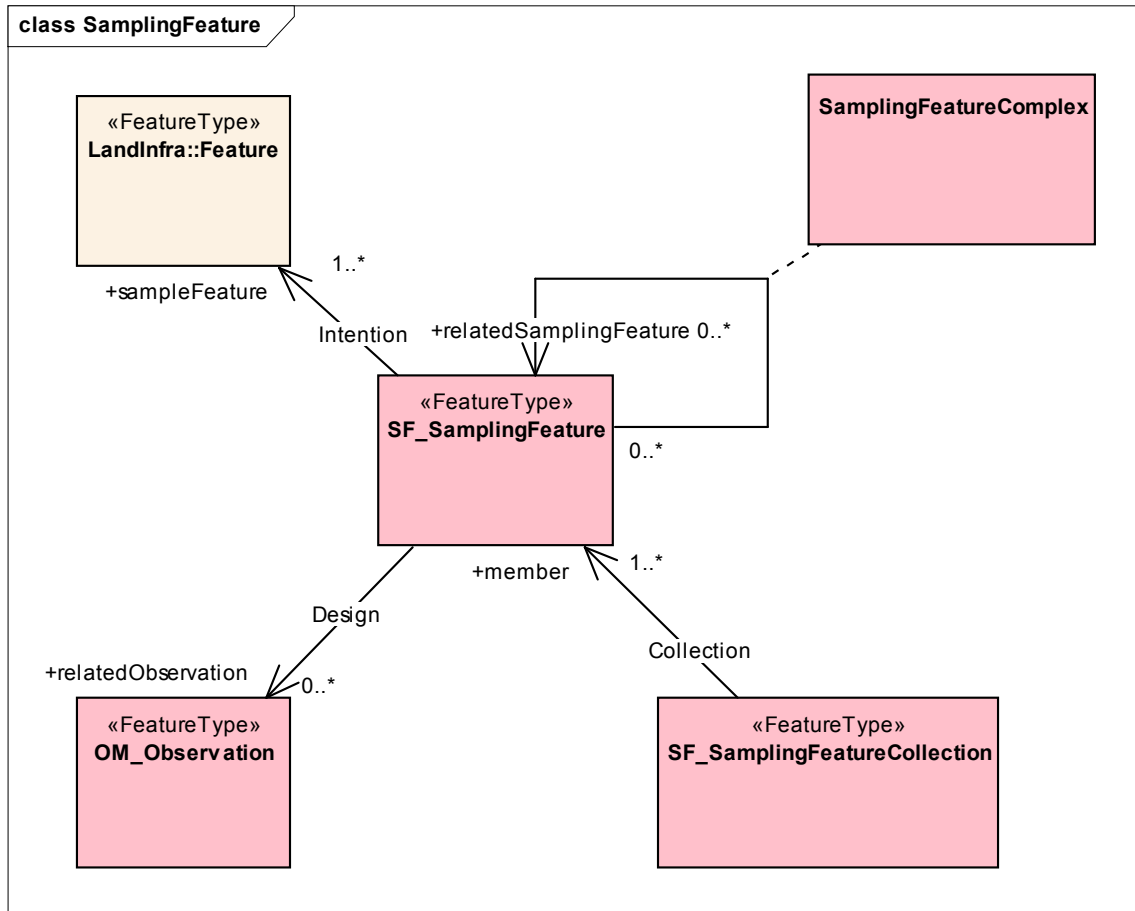 class SamplingFeature
«FeatureType»
LandInfra::Feature
SamplingFeatureComplex
1..*
+sampleFeature
Intention
+relatedSamplingFeature 0..*
«FeatureType»
SF_SamplingFeature
0..*
+member
1..*
Design
Collection
+relatedObservation
0..*
«FeatureType»
OM_Observation
«FeatureType»
SF_SamplingFeatureCollection